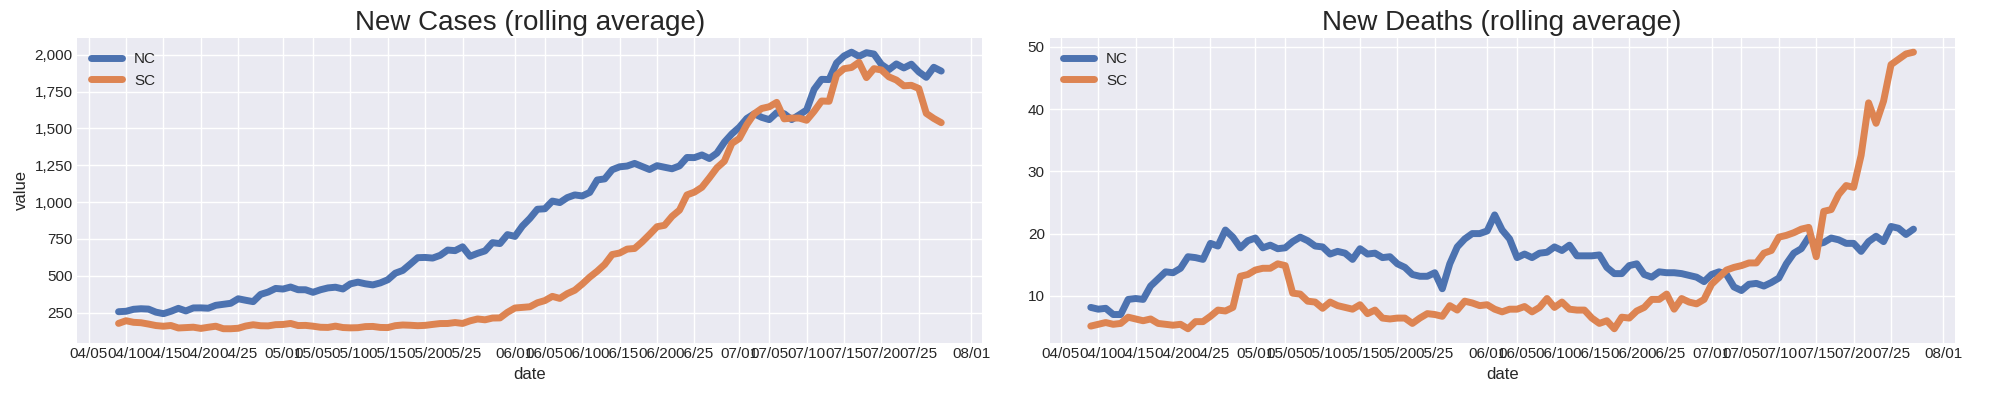 New Cases (rolling average)
NC
SC
2,000
1,750
1,500
1,250
1,000
750
500
250
value
04/05 04/10 04/15 04/20 04/25 05/01 05/05 05/10 05/15 05/20 05/25 06/01 06/05 06/10 06/15 06/20 06/25 07/01 07/05 07/10 07/15 07/20 07/25 08/01
date
New Deaths (rolling average)
NC
SC
50
40
30
20
10
04/05 04/10 04/15 04/20 04/25 05/01 05/05 05/10 05/15 05/20 05/25 06/01 06/05 06/10 06/15 06/20 06/25 07/01 07/05 07/10 07/15 07/20 07/25 08/01
date